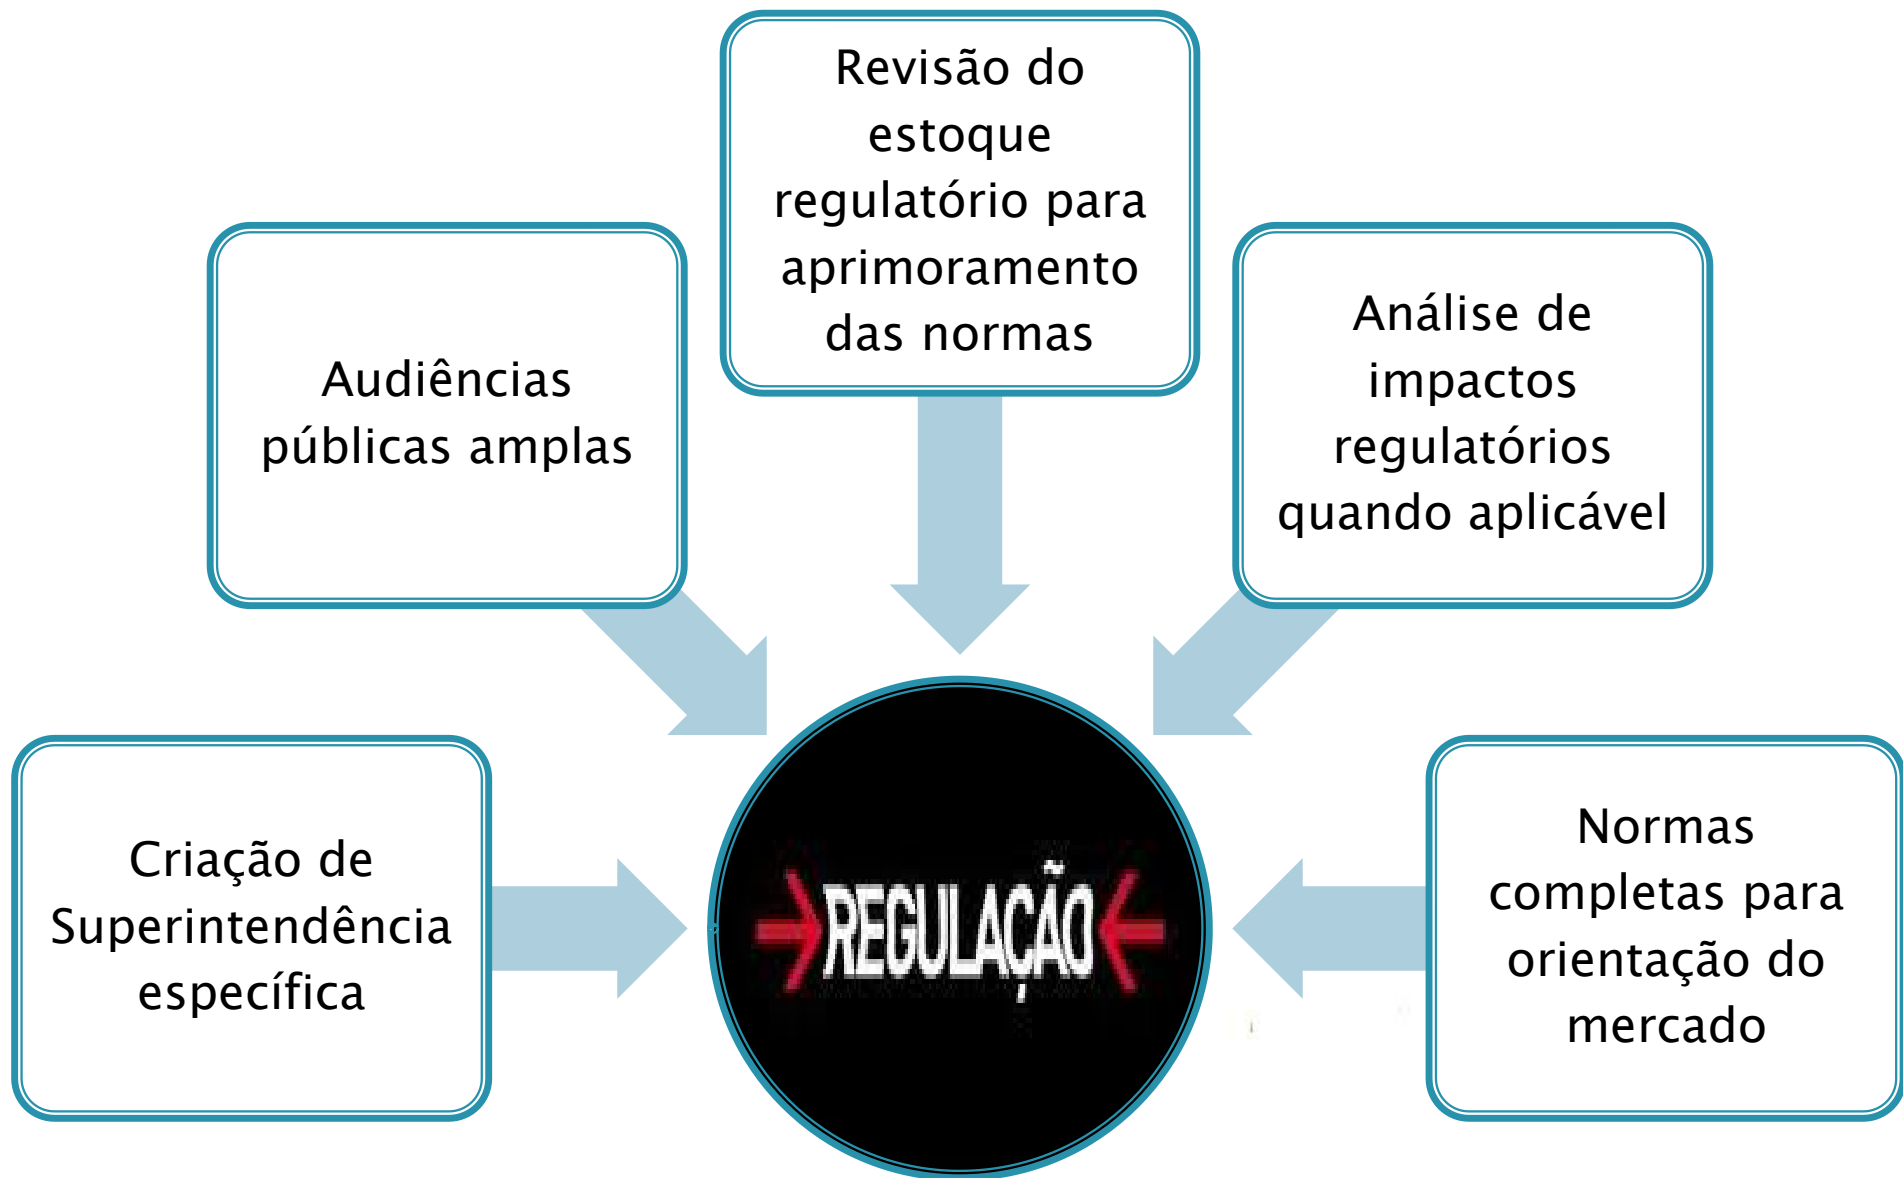 Revisão do
estoque
regulatório para
aprimoramento
das normas
Audiências
públicas amplas
Análise de
impactos
regulatórios
quando aplicável
Criação de
Superintendência
específica
REGULAÇÃO
Normas
completas para
orientação do
mercado